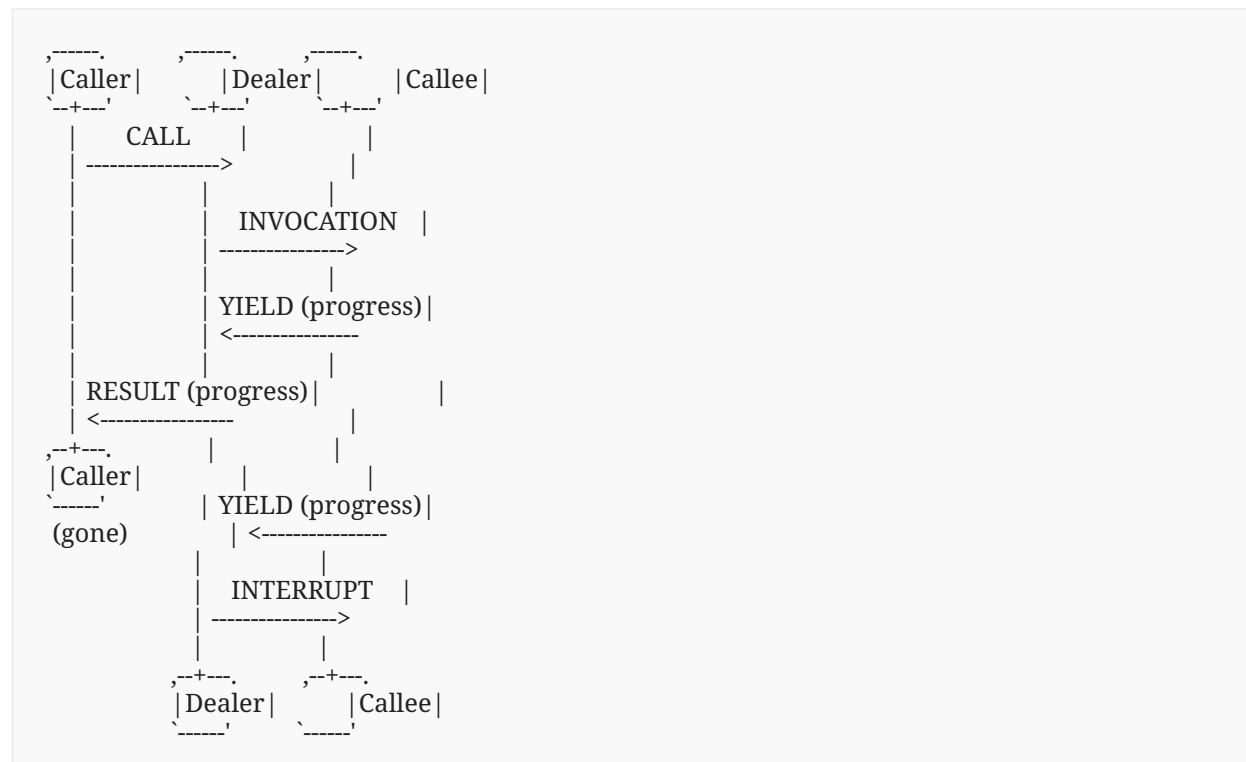 ,------.          ,------.          ,------.
|Caller|          |Dealer|          |Callee|
`--+---'          `--+---'          `--+---'
|       CALL       |                  |
| ----------------->                  |
|                  |                  |
|                  |   INVOCATION   |
|                  | ---------------->
|                  |                  |
|                  | YIELD (progress)|
|                  | <----------------
|                  |                  |
| RESULT (progress)|                  |
| <-----------------                  |
,--+---.              |                  |
|Caller|              |                  |
`------'              | YIELD (progress)|
(gone)               | <----------------
|                  |
|    INTERRUPT    |
| ---------------->
|                  |
,--+---.          ,--+---.
|Dealer|          |Callee|
`------'          `------'